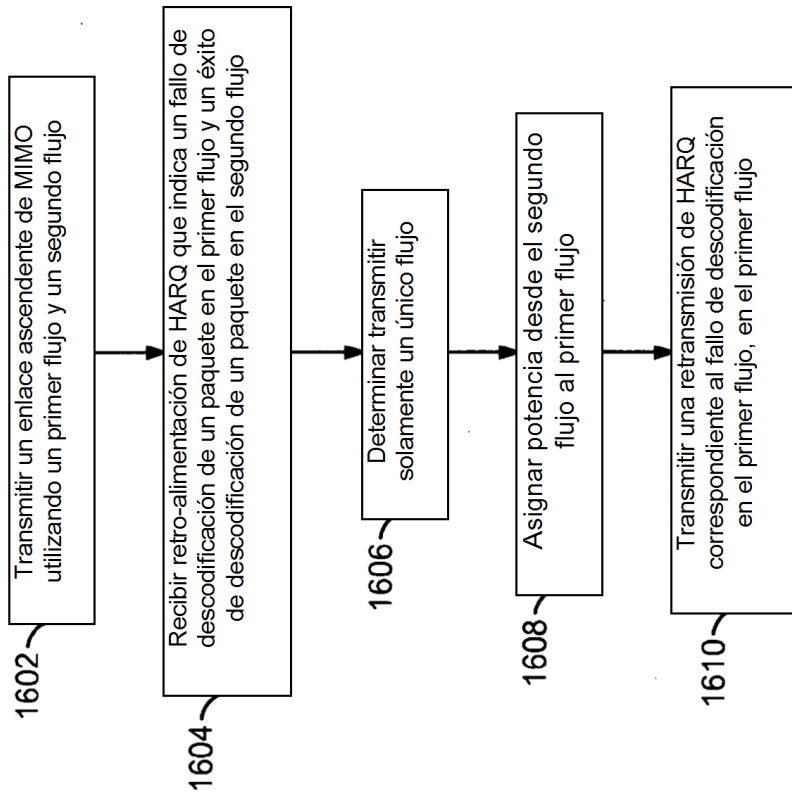 Transmitir un enlace ascendente de MIMO
utilizando un primer flujo y un segundo flujo
1602
Recibir retro-alimentación de HARQ que indica un fallo de
descodificación de un paquete en el primer flujo y un éxito
de descodificación de un paquete en el segundo flujo
1604
Determinar transmitir
solamente un único flujo
1606
Asignar potencia desde el segundo
flujo al primer flujo
1608
Transmitir una retransmisión de HARQ
correspondiente al fallo de descodificación
en el primer flujo, en el primer flujo
1610